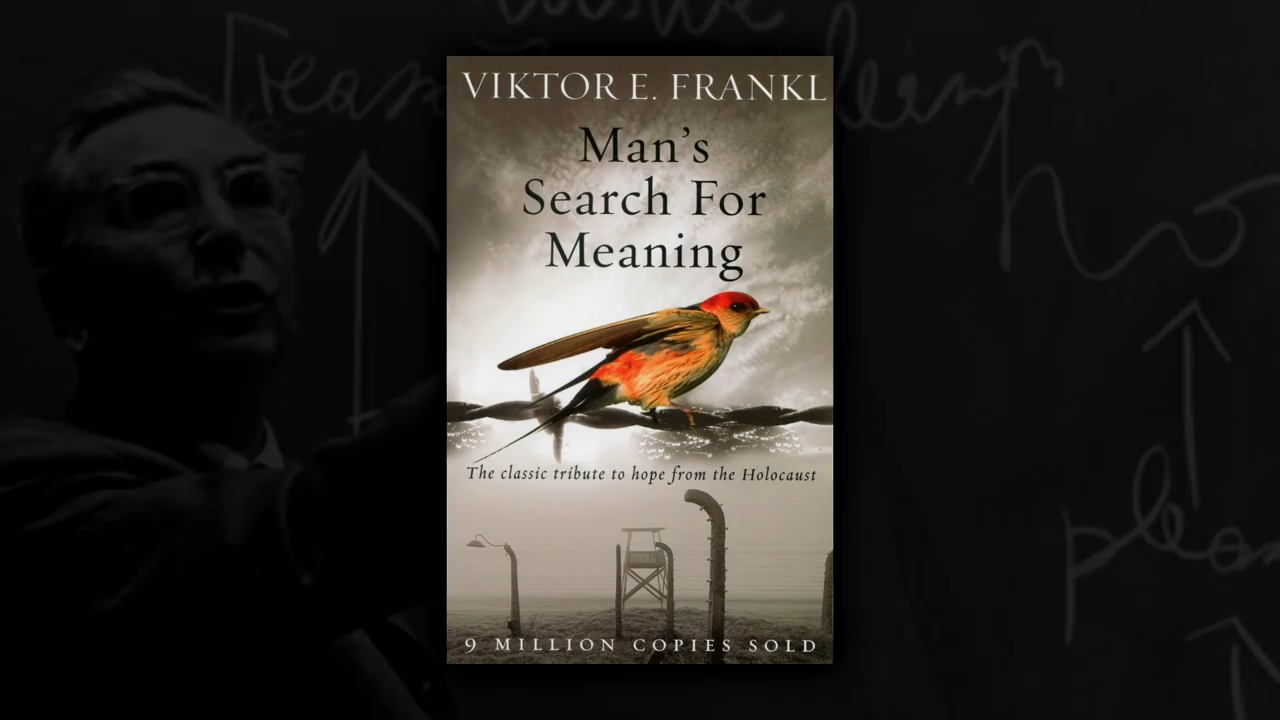 VIKTOR E. FRANKL
Man's
Search For
Meaning
The classic tribute to hope from the Holocaust
9 MILLION COPIES SOLD